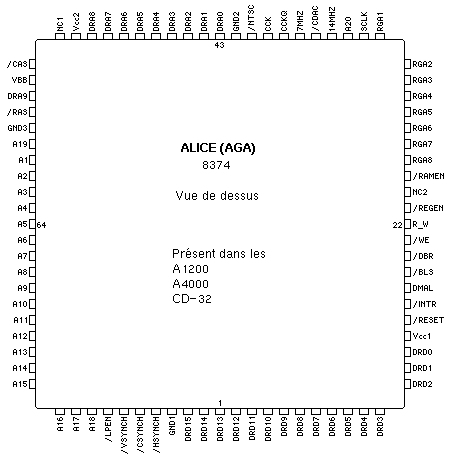 NC1
Vcc2
DRA8
DRA7
DRA6
DRA5
DRA4
DRA3
DRA2
DRA1
DRA0
GND2
/NTSC
CCK
CCKQ
7MHZ
/CDAC
14MHZ
A20
SCLK
RGA1
43
/CAS
VBB
DRA9
/RAS
GND3
A19
A1
A2
A3
A4
A5
A6
A7
A8
A9
A10
A11
A12
A13
A14
A15
64
ALICE (AGA)
8374
Vue de dessus
Présent dans les
A1200
A4000
CD-32
22
RGA2
RGA3
RGA4
RGA5
RGA6
RGA7
RGA8
/RAMEN
NC2
/REGEN
R_W
/WE
/DBR
/BLS
DMAL
/INTR
/RESET
Vcc1
DRD0
DRD1
DRD2
1
A16
A17
A18
/LPEN
/VSYNCH
/CSYNCH
/HSYNCH
GND1
DRD15
DRD14
DRD13
DRD12
DRD11
DRD10
DRD9
DRD8
DRD7
DRD6
DRD5
DRD4
DRD3